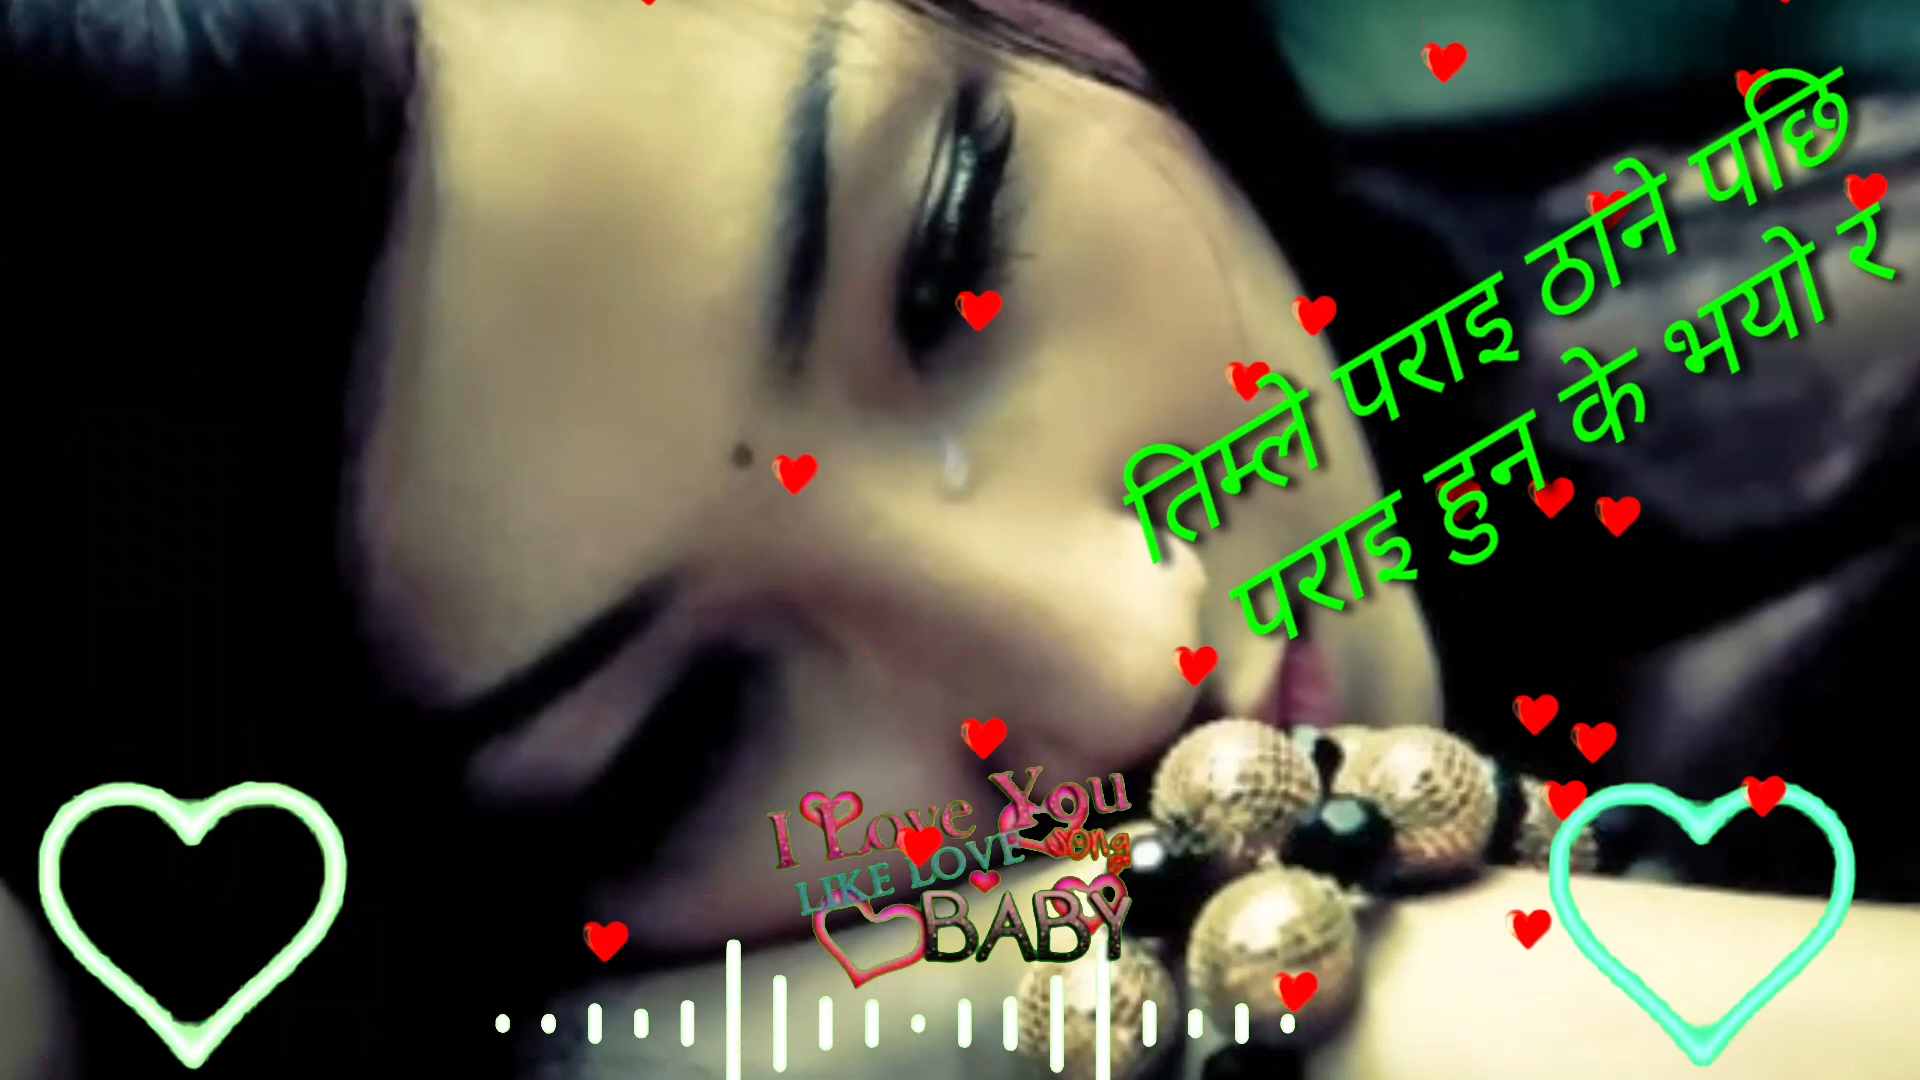 तिम्ले पराइ ठाने पछि
पराइ हुन के भयो र
I Love You
LIKE LOVE song
BABY